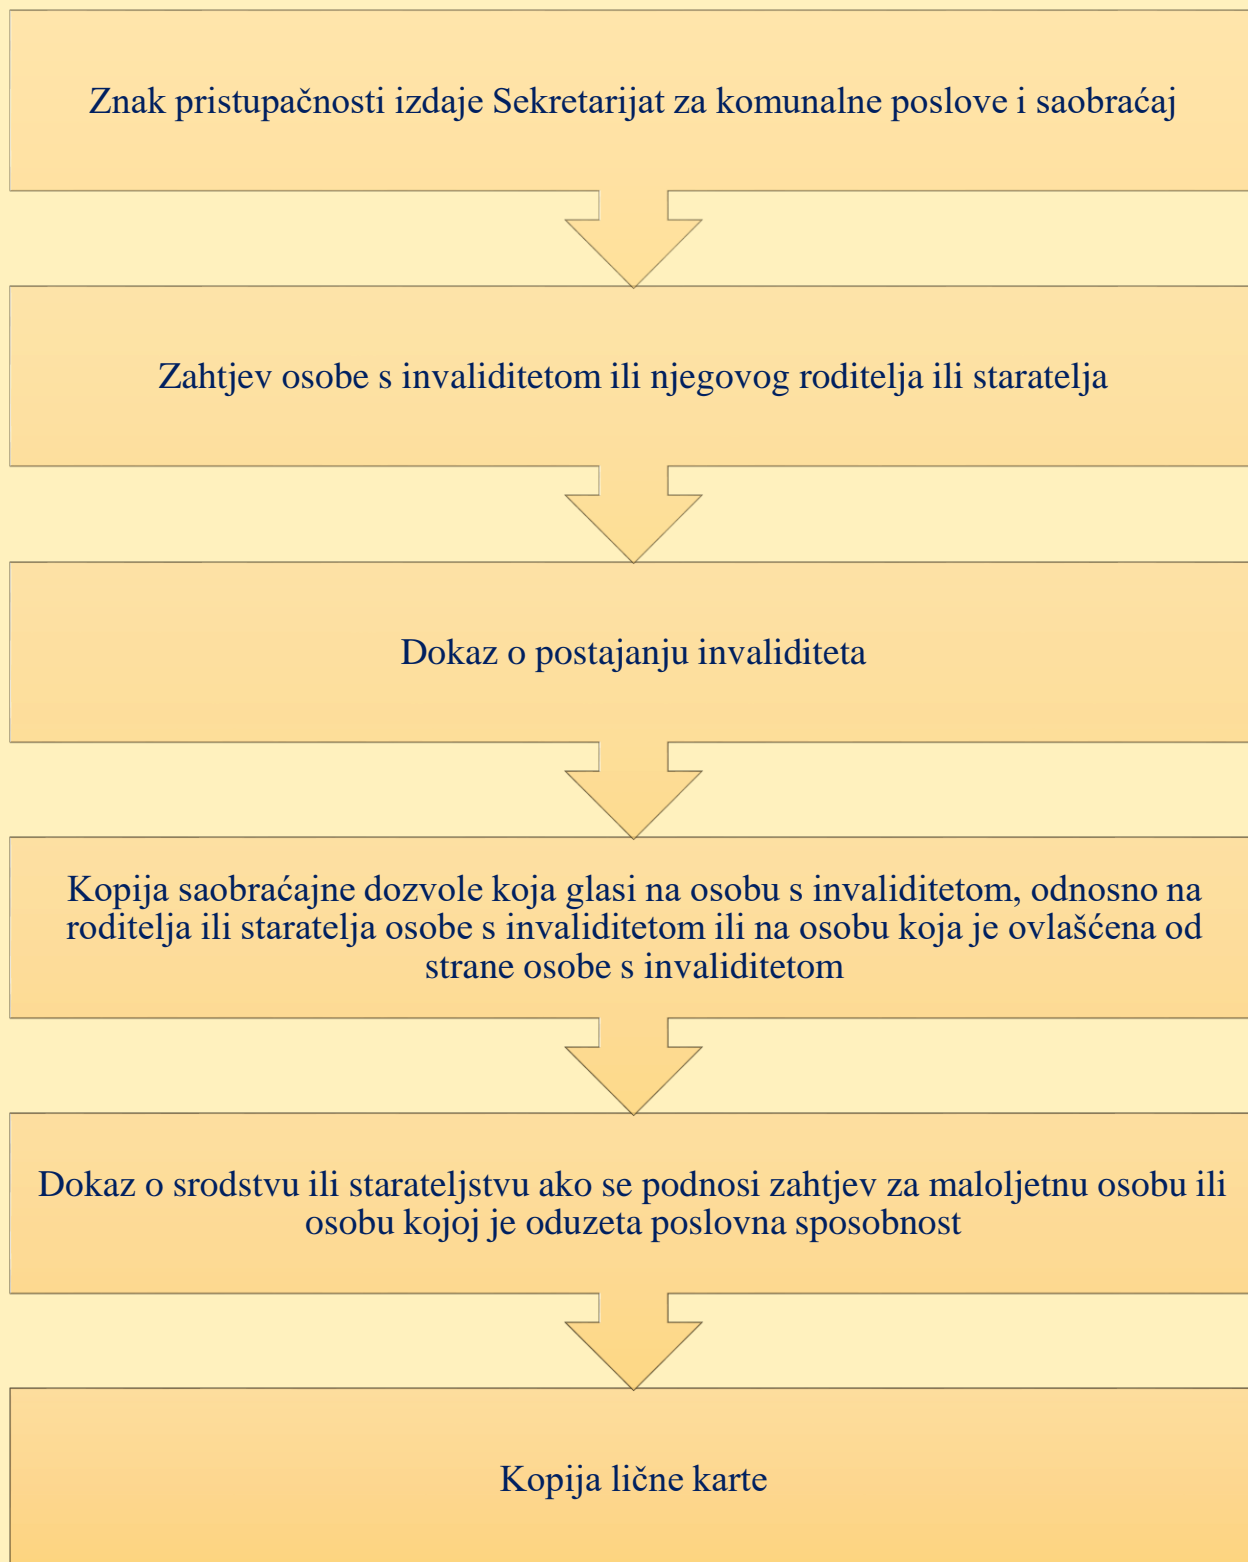 Znak pristupačnosti izdaje Sekretarijat za komunalne poslove i saobraćaj
Zahtjev osobe s invaliditetom ili njegovog roditelja ili staratelja
Dokaz o postajanju invaliditeta
Kopija saobraćajne dozvole koja glasi na osobu s invaliditetom, odnosno na
roditelja ili staratelja osobe s invaliditetom ili na osobu koja je ovlašćena od
strane osobe s invaliditetom
Dokaz o srodstvu ili starateljstvu ako se podnosi zahtjev za maloljetnu osobu ili
osobu kojoj je oduzeta poslovna sposobnost
Kopija lične karte